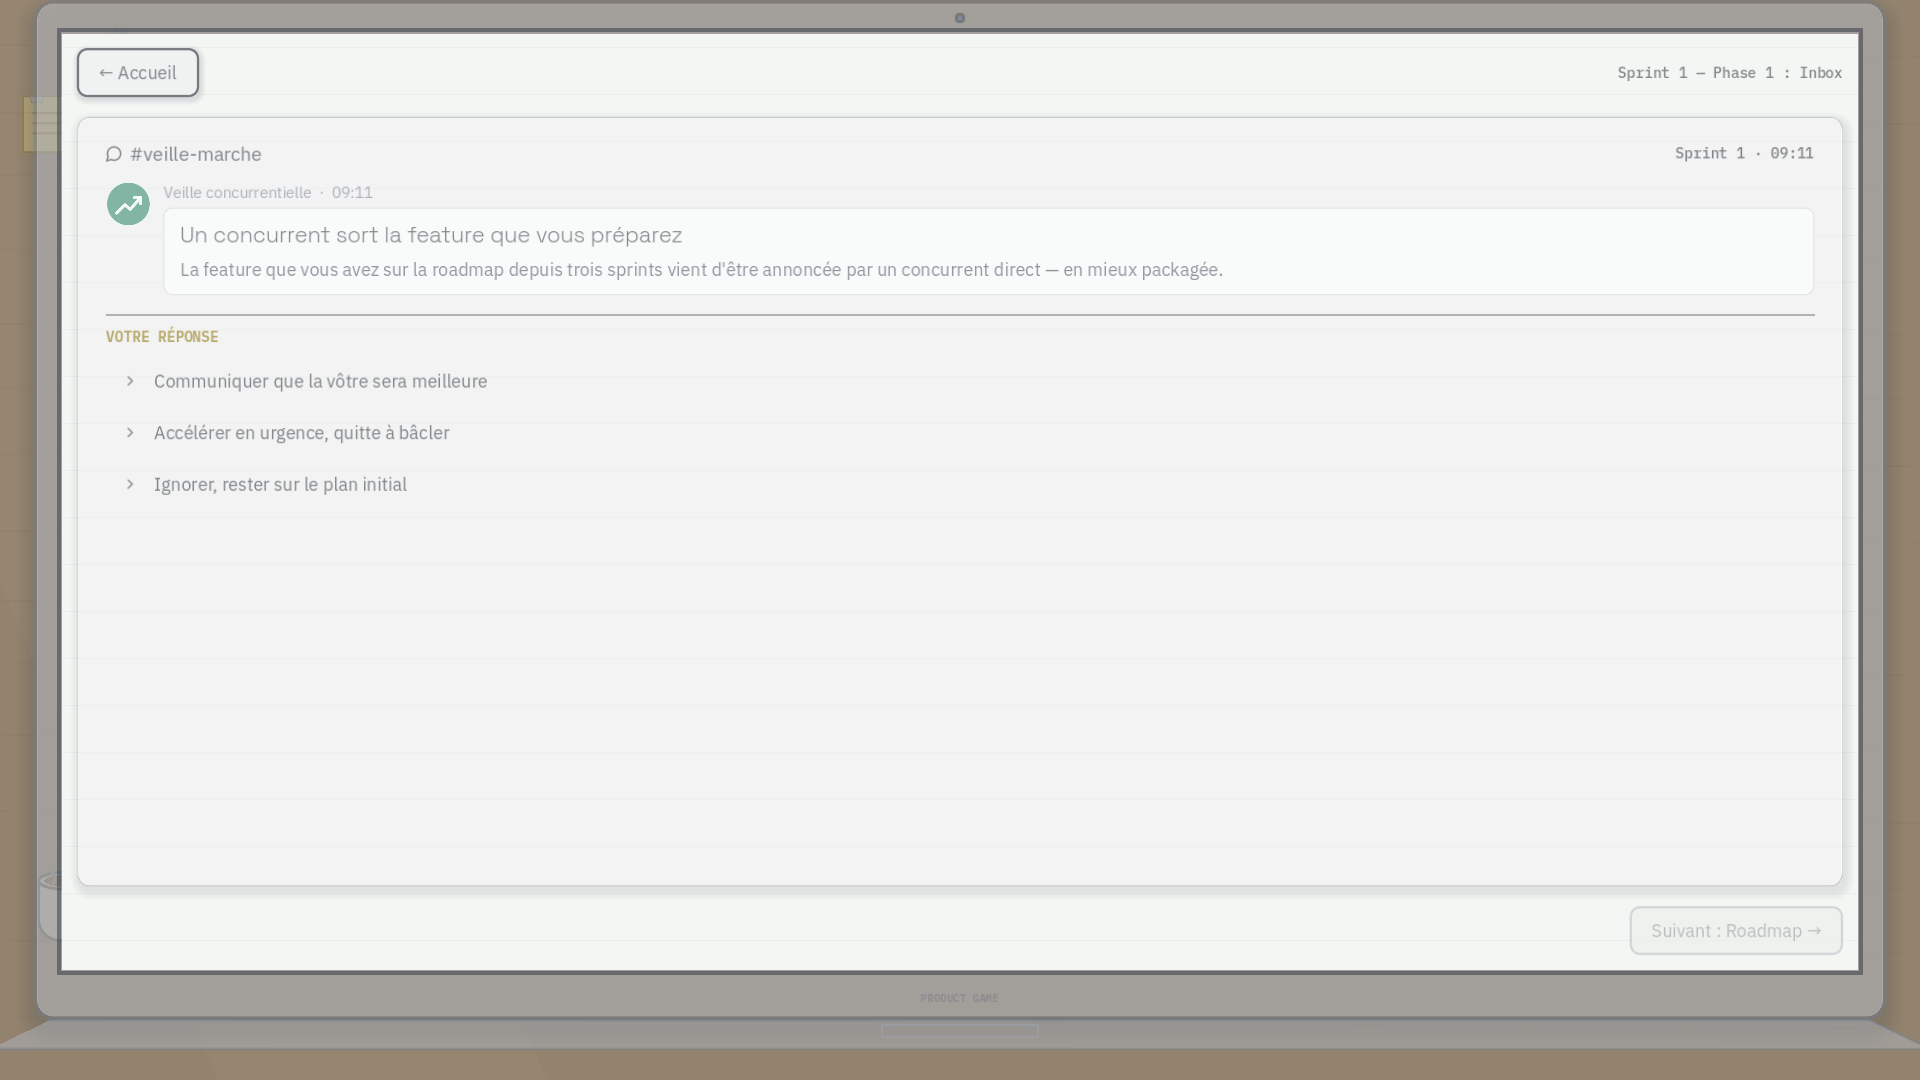 ← Accueil
Sprint 1 — Phase 1 : Inbox
#veille-marche
Sprint 1 · 09:11
Veille concurrentielle · 09:11
Un concurrent sort la feature que vous préparez
La feature que vous avez sur la roadmap depuis trois sprints vient d'être annoncée par un concurrent direct — en mieux packagée.
VOTRE RÉPONSE
Communiquer que la vôtre sera meilleure
Accélérer en urgence, quitte à bâcler
Ignorer, rester sur le plan initial
Suivant : Roadmap →
PRODUCT GAME